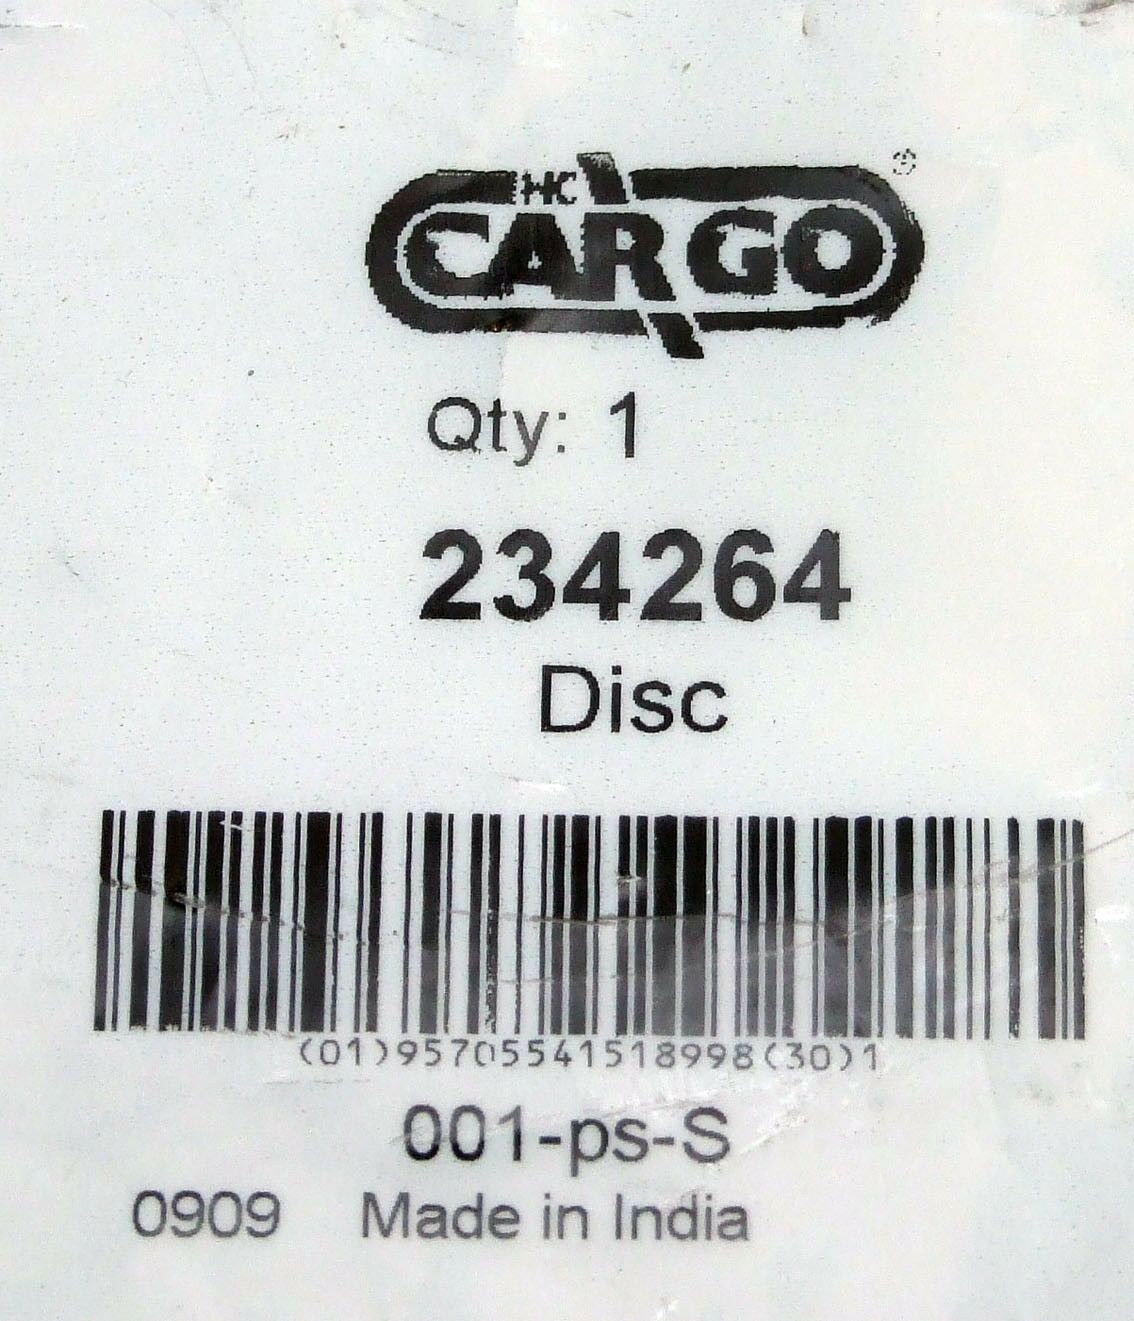 HC
CARGO®
Qty: 1
234264
Disc
(01)95705541518998(30)1
001-ps-S
0909 Made in India